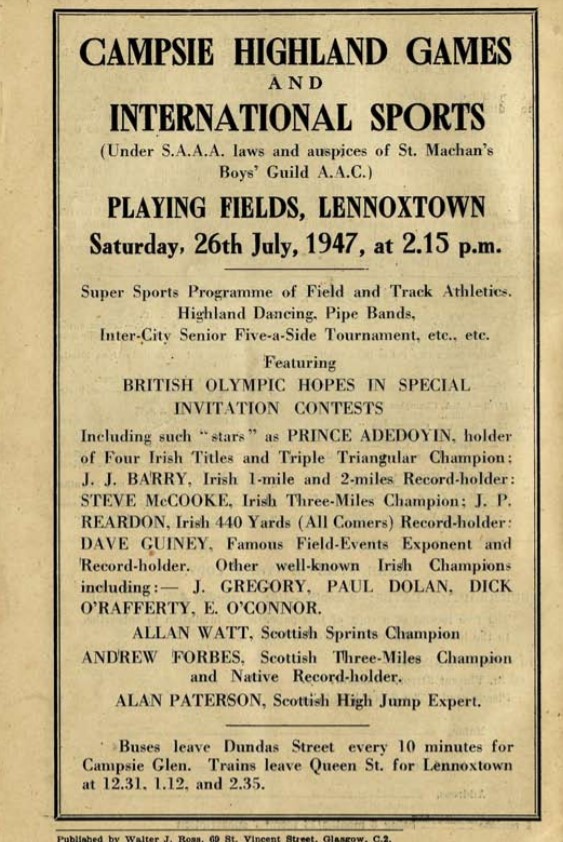 CAMPSIE HIGHLAND GAMES
AND
INTERNATIONAL SPORTS
(Under S.A.A.A. laws and auspices of St. Machan's
Boys' Guild A.A.C.)
PLAYING FIELDS, LENNOXTOWN
Saturday, 26th July, 1947, at 2.15 p.m.
Super Sports Programme of Field and Track Athletics.
Highland Dancing, Pipe Bands,
Inter-City Senior Five-a-Side Tournament, etc., etc.
Featuring
BRITISH OLYMPIC HOPES IN SPECIAL
INVITATION CONTESTS
Including such "stars" as PRINCE ADEDOYIN, holder
of Four Irish Titles and Triple Triangular Champion;
J. J. BARRY, Irish 1-mile and 2-miles Record-holder:
STEVE McCOOKE, Irish Three-Miles Champion; J. P.
REARDON, Irish 440 Yards (All Comers) Record-holder:
DAVE GUINEY, Famous Field-Events Exponent and
Record-holder. Other well-known Irish Champions
including:— J. GREGORY, PAUL DOLAN, DICK
O'RAFFERTY, E. O'CONNOR.
ALLAN WATT, Scottish Sprints Champion
ANDREW FORBES, Scottish Three-Miles Champion
and Native Record-holder.
ALAN PATERSON, Scottish High Jump Expert.
Buses leave Dundas Street every 10 minutes for
Campsie Glen. Trains leave Queen St. for Lennoxtown
at 12.31, 1.12, and 2.35.
Published by Walter J. Ross, 69 St. Vincent Street, Glasgow, C.2.